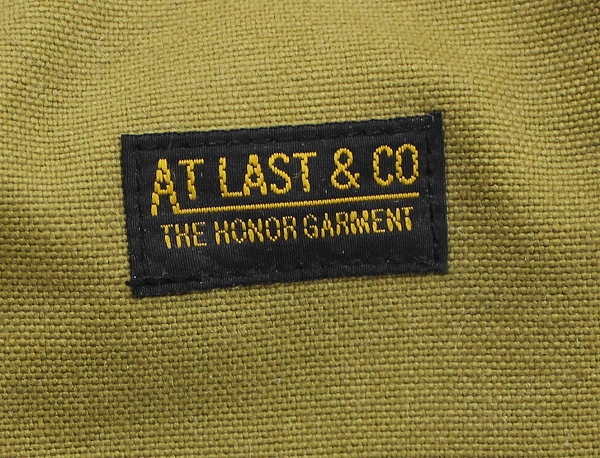 AT LAST & CO
THE HONOR GARMENT